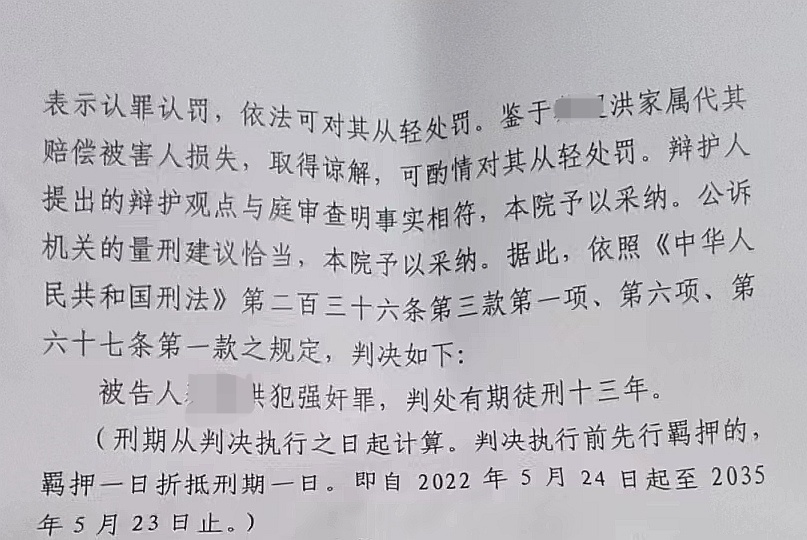 表示认罪认罚，依法可对其从轻处罚。鉴于洪家属代其
赔偿被害人损失，取得谅解，可酌情对其从轻处罚。辩护人
提出的辩护观点与庭审查明事实相符，本院予以采纳。公诉
机关的量刑建议恰当，本院予以采纳。据此，依照《中华人
民共和国刑法》第二百三十六条第三款第一项、第六项、第
六十七条第一款之规定，判决如下：
被告人洪犯强奸罪，判处有期徒刑十三年。
（刑期从判决执行之日起计算。判决执行前先行羁押的，
羁押一日折抵刑期一日。即自 2022 年 5 月 24 日起至 2035
年 5 月 23 日止。）